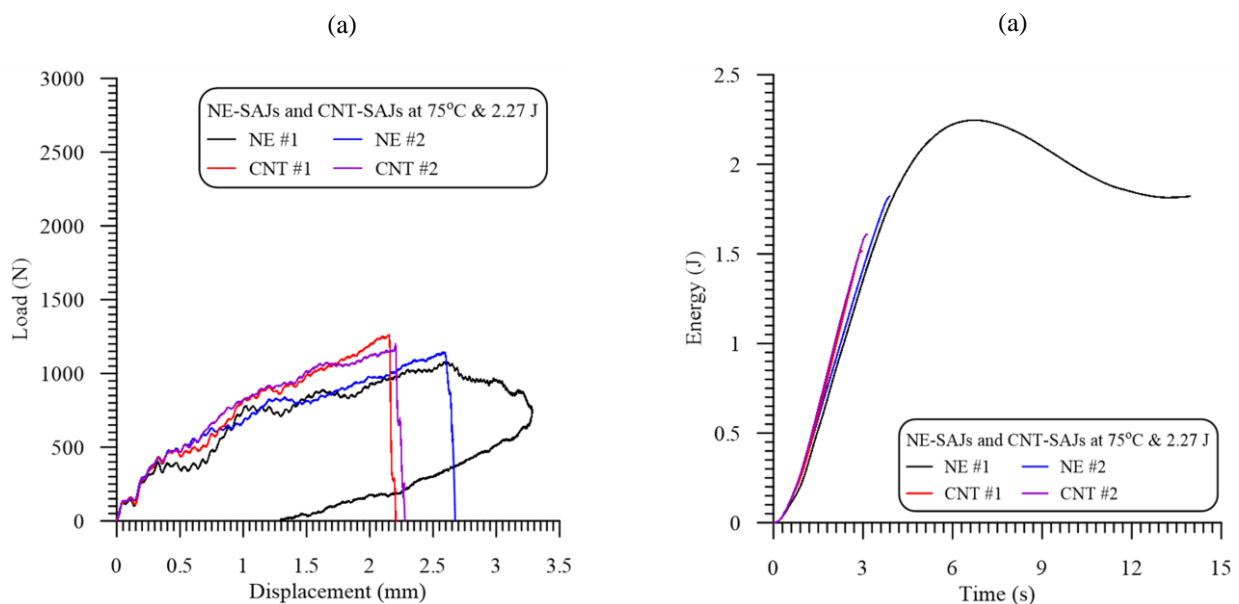 (a)
3000
2500
2000
1500
1000
500
0
Load (N)
NE-SAJs and CNT-SAJs at 75°C & 2.27 J
NE #1 NE #2
CNT #1 CNT #2
0 0.5 1 1.5 2 2.5 3 3.5
Displacement (mm)
(a)
2.5
2
1.5
1
0.5
0
Energy (J)
NE-SAJs and CNT-SAJs at 75°C & 2.27 J
NE #1 NE #2
CNT #1 CNT #2
0 3 6 9 12 15
Time (s)